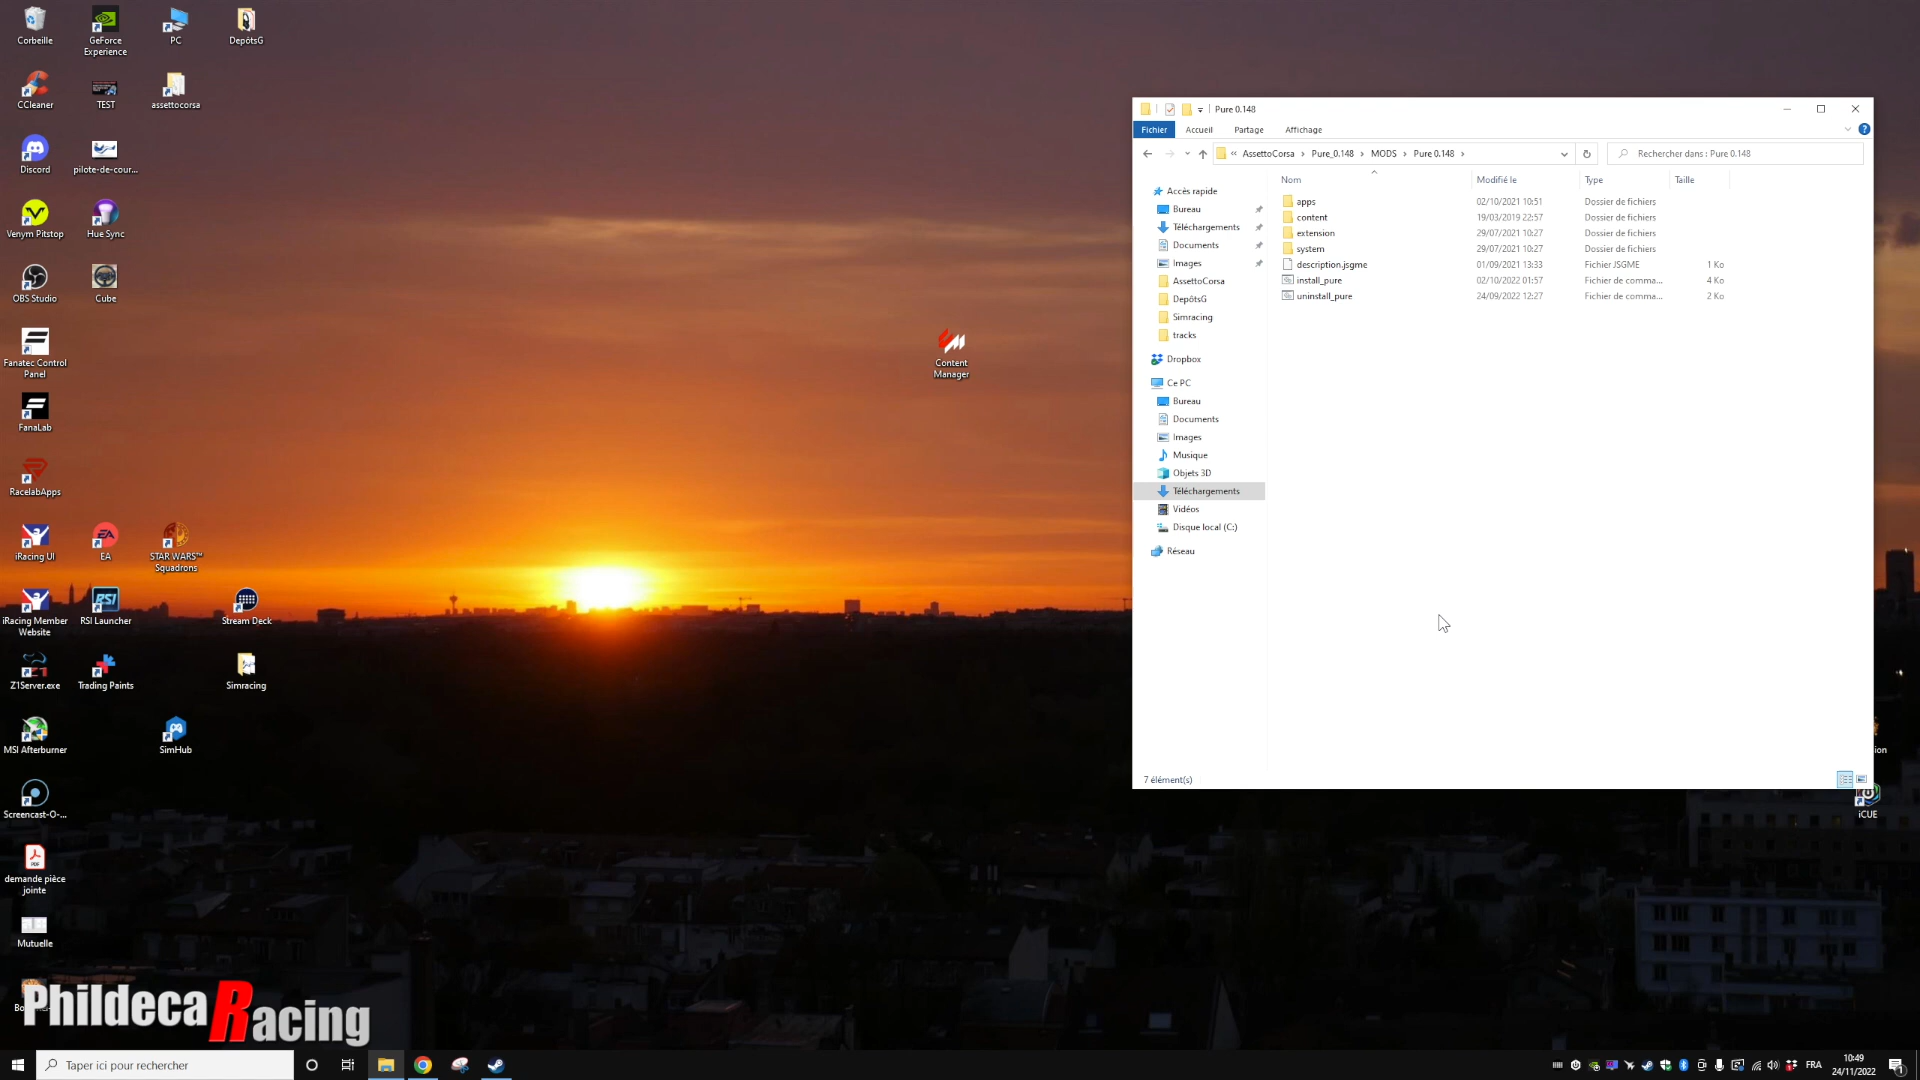 Corbeille
GeForce
Experience
PC
DepôtsG
CCleaner
TEST
assettocorsa
Discord
pilote-de-cour...
Venym Pitstop
Hue Sync
OBS Studio
Cube
Fanatec Control
Panel
FanaLab
RacelabApps
iRacing UI
EA
STAR WARS™
Squadrons
iRacing Member
Website
RSI Launcher
Stream Deck
Z1Server.exe
Trading Paints
Simracing
MSI Afterburner
SimHub
Screencast-O-...
demande pièce
jointe
Mutuelle
Phildeca Racing
Content
Manager
Pure 0.148
Fichier
Accueil
Partage
Affichage
« AssettoCorsa › Pure_0.148 › MODS › Pure 0.148 ›
Rechercher dans : Pure 0.148
Nom
Modifié le
Type
Taille
Accès rapide
Bureau
Téléchargements
Documents
Images
AssettoCorsa
DepôtsG
Simracing
tracks
Dropbox
Ce PC
Bureau
Documents
Images
Musique
Objets 3D
Téléchargements
Vidéos
Disque local (C:)
Réseau
apps 02/10/2021 10:51 Dossier de fichiers
content 19/03/2019 22:57 Dossier de fichiers
extension 29/07/2021 10:27 Dossier de fichiers
system 29/07/2021 10:27 Dossier de fichiers
description.jsgme 01/09/2021 13:33 Fichier JSGME 1 Ko
install_pure 02/10/2022 01:57 Fichier de comma... 4 Ko
uninstall_pure 24/09/2022 12:27 Fichier de comma... 2 Ko
7 élément(s)
iCUE
Taper ici pour rechercher
FRA
10:49
24/11/2022